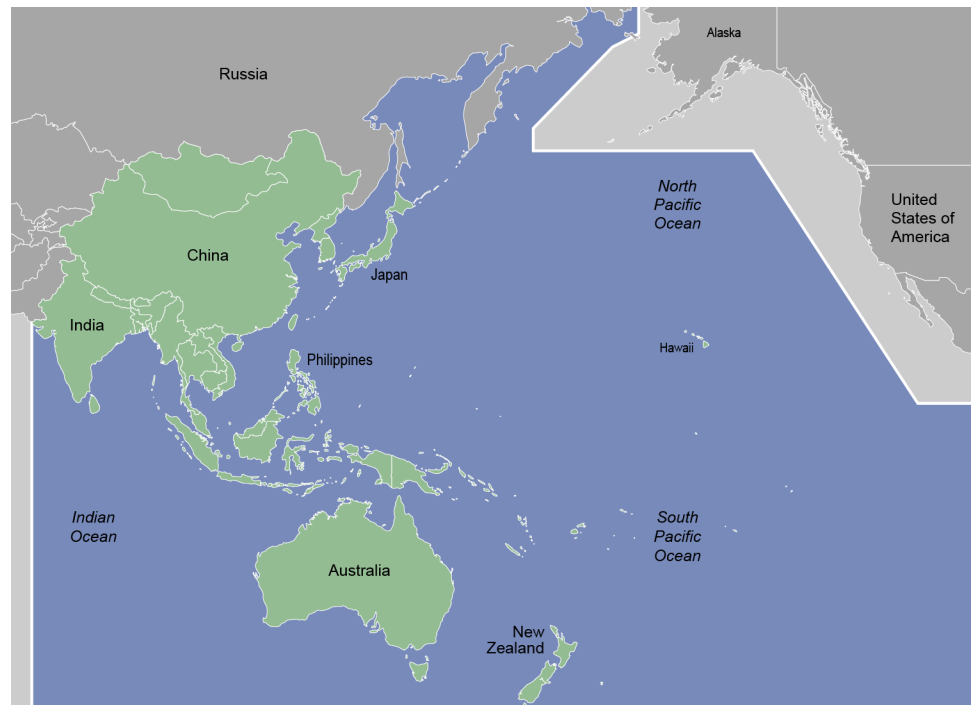 Alaska
Russia
North
Pacific
Ocean
United
States of
America
China
Japan
India
Hawaii
Philippines
Indian
Ocean
South
Pacific
Ocean
Australia
New
Zealand